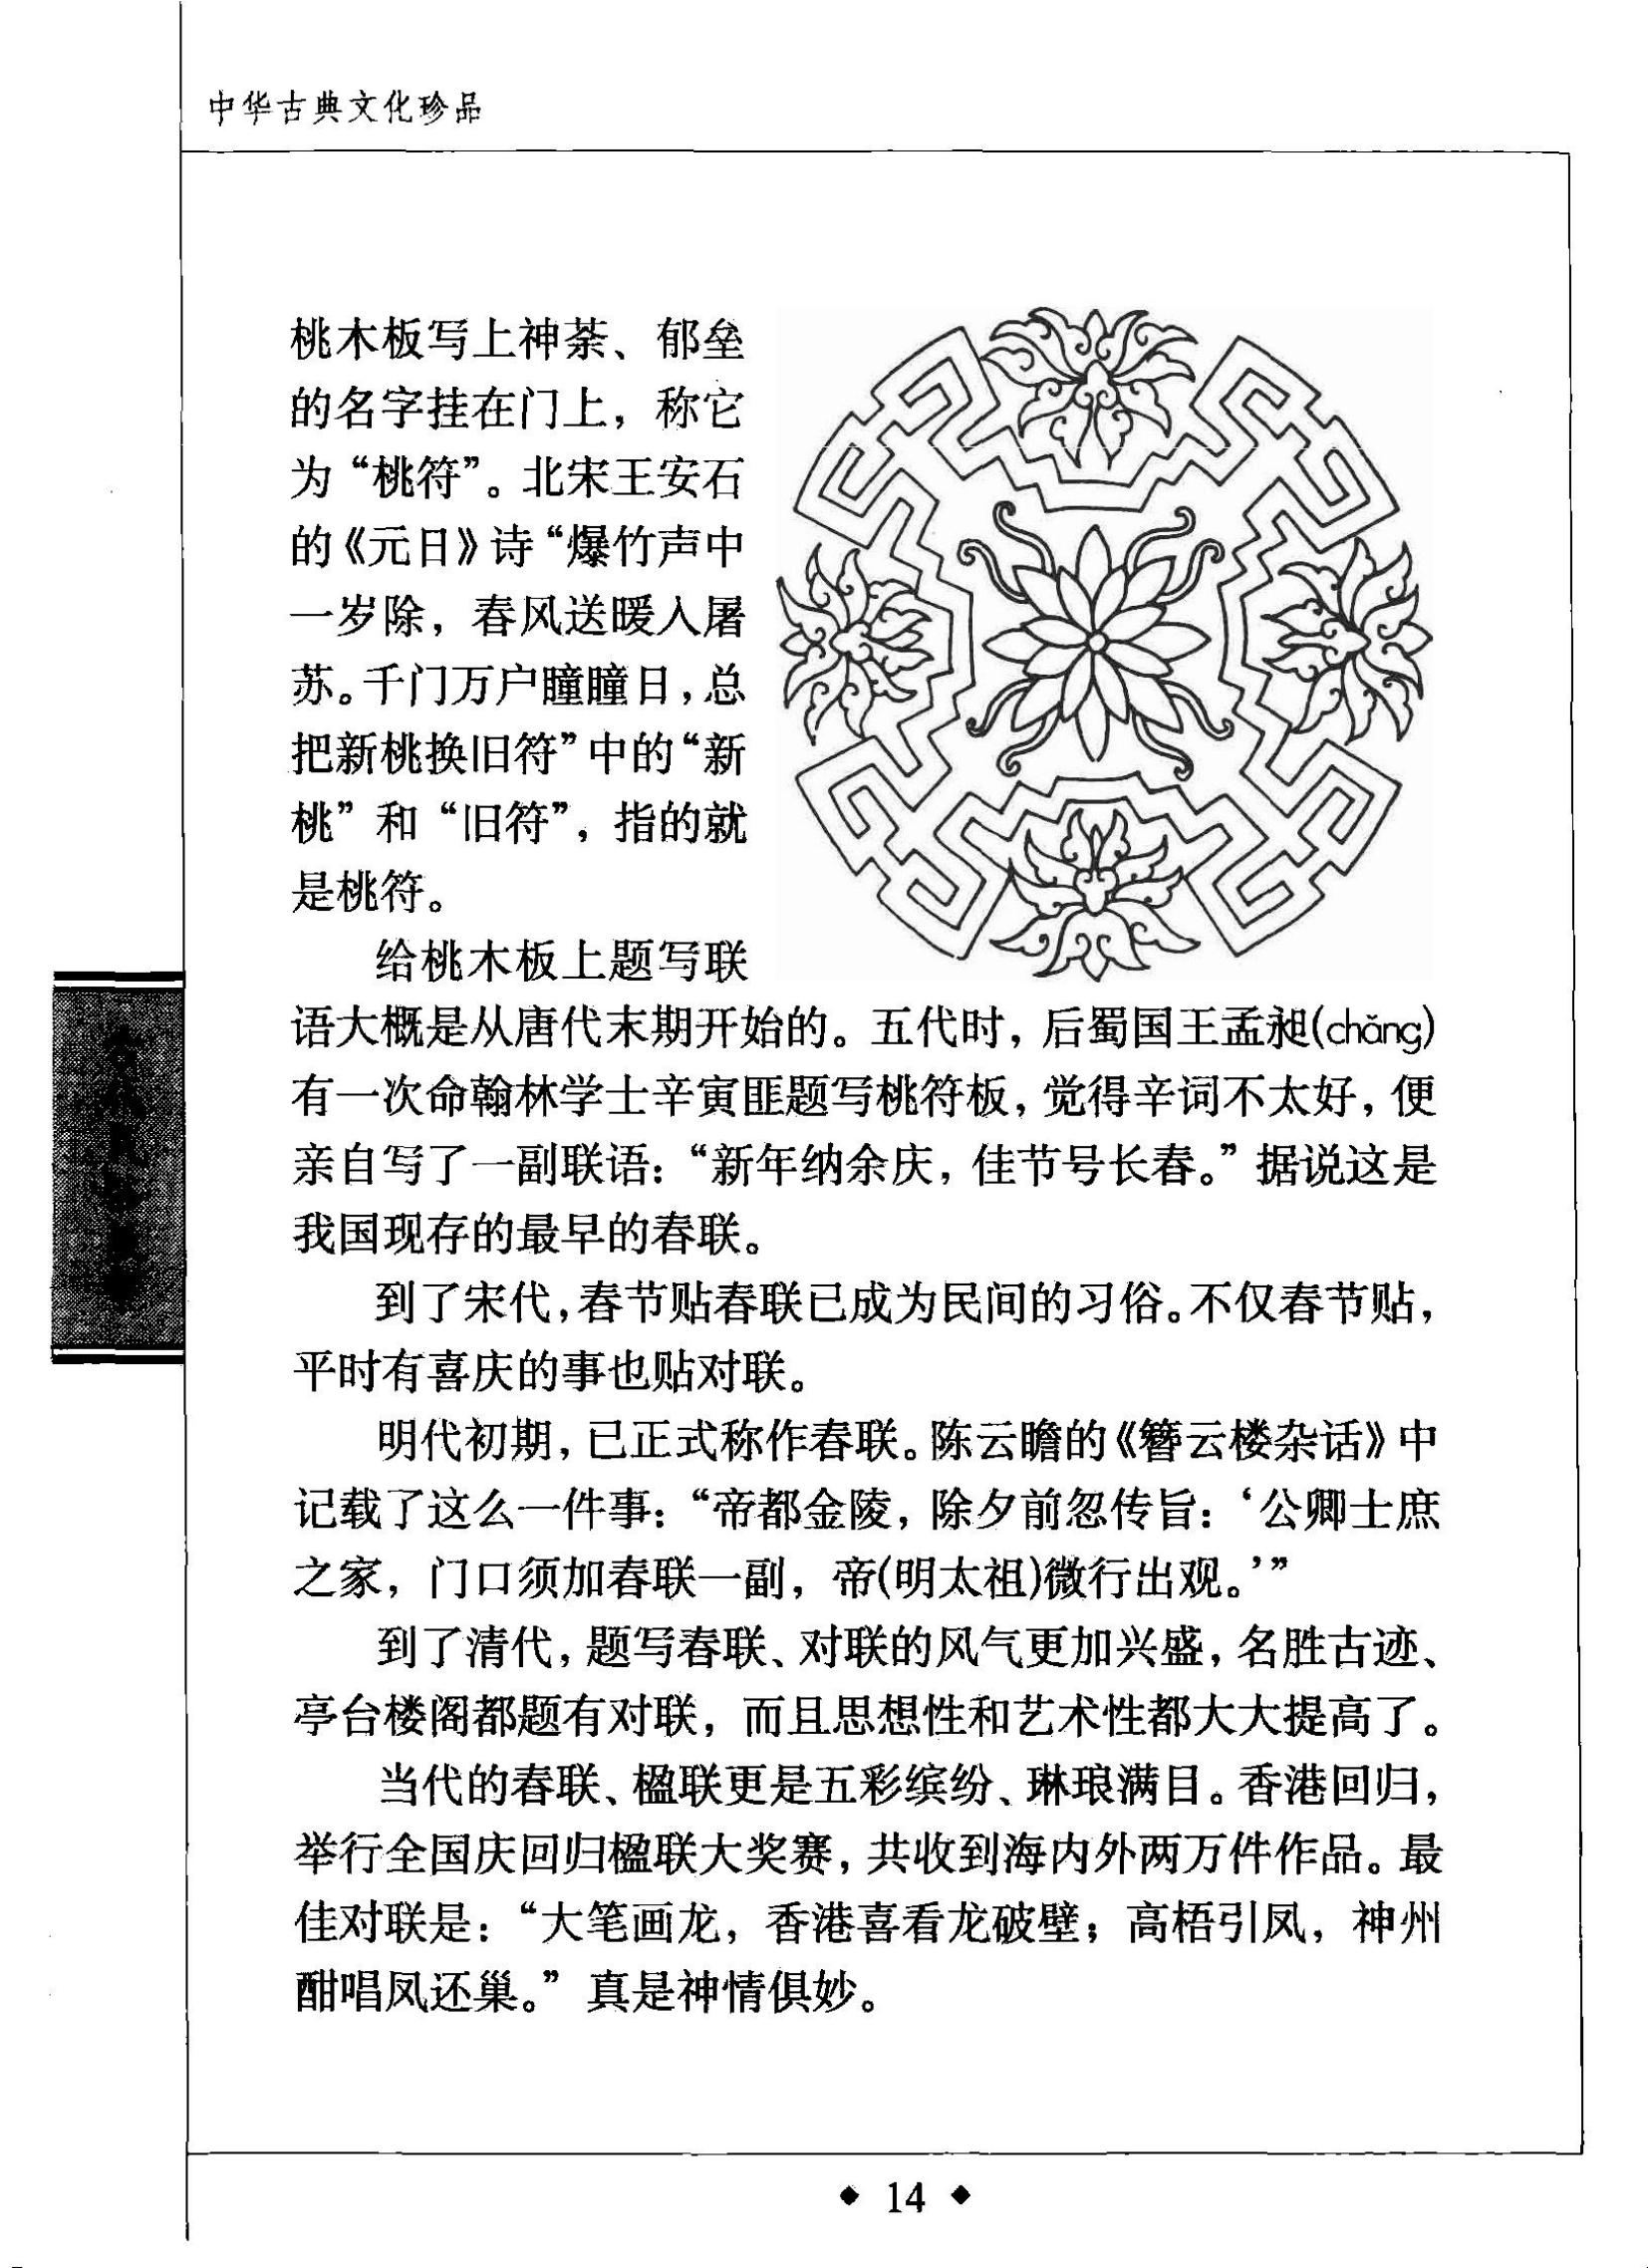 中华古典文化珍品
桃木板写上神荼、郁垒
的名字挂在门上，称它
为“桃符”。北宋王安石
的《元日》诗“爆竹声中
一岁除，春风送暖入屠
苏。千门万户瞳瞳日，总
把新桃换旧符”中的“新
桃”和“旧符”，指的就
是桃符。
给桃木板上题写联
语大概是从唐代末期开始的。五代时，后蜀国王孟昶(chǎng)
有一次命翰林学士辛寅匪题写桃符板，觉得辛词不太好，便
亲自写了一副联语：“新年纳余庆，佳节号长春。”据说这是
我国现存的最早的春联。
到了宋代，春节贴春联已成为民间的习俗。不仅春节贴，
平时有喜庆的事也贴对联。
明代初期，已正式称作春联。陈云瞻的《簪云楼杂话》中
记载了这么一件事：“帝都金陵，除夕前忽传旨：‘公卿士庶
之家，门口须加春联一副，帝(明太祖)微行出观。’”
到了清代，题写春联、对联的风气更加兴盛，名胜古迹、
亭台楼阁都题有对联，而且思想性和艺术性都大大提高了。
当代的春联、楹联更是五彩缤纷、琳琅满目。香港回归，
举行全国庆回归楹联大奖赛，共收到海内外两万件作品。最
佳对联是：“大笔画龙，香港喜看龙破壁；高梧引凤，神州
酣唱凤还巢。”真是神情俱妙。
◆ 14 ◆